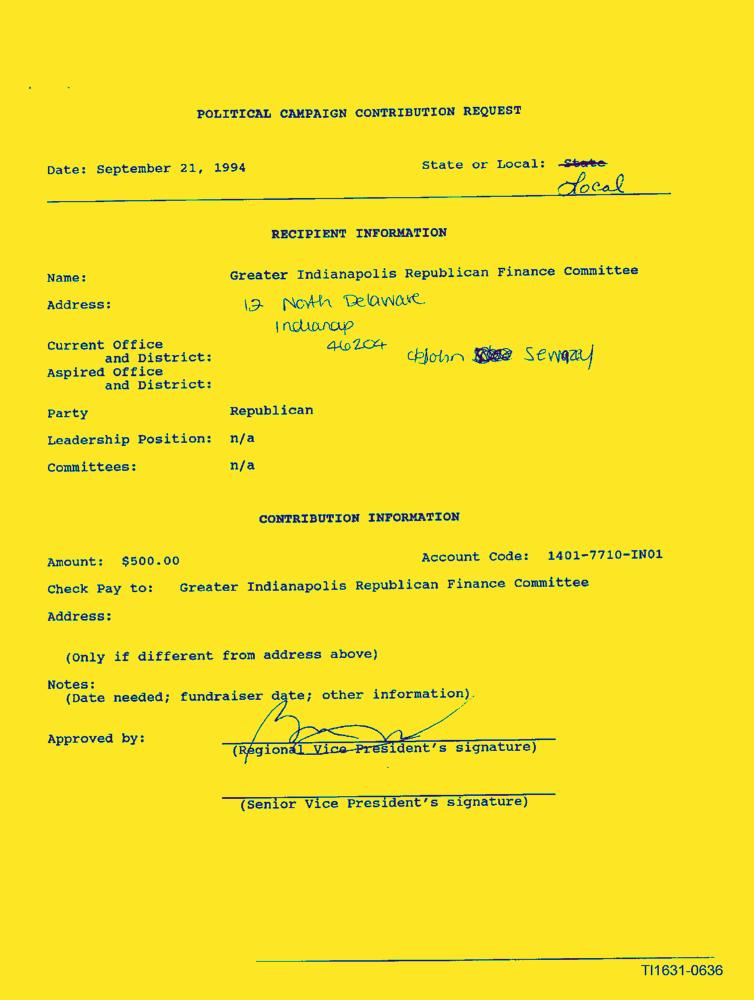 POLITICAL CAMPAIGN CONTRIBUTION REQUEST
Date: September 21, 1994
State or Local: State
Local
RECIPIENT INFORMATION
Name: Greater Indianapolis Republican Finance Committee
Address: 12 North Delaware
Indianap
46204
Current Office
and District:
John
Aspired Office
and District:
Party Republican
Leadership Position: n/a
Committees: n/a
CONTRIBUTION INFORMATION
Amount: $500.00 Account Code: 1401-7710-IN01
Check Pay to: Greater Indianapolis Republican Finance Committee
Address:
(Only if different from address above)
Notes:
(Date needed; fundraiser date; other information).
Approved by:
(Regional Vice President's signature)
(Senior Vice President's signature)
TI1631-0636